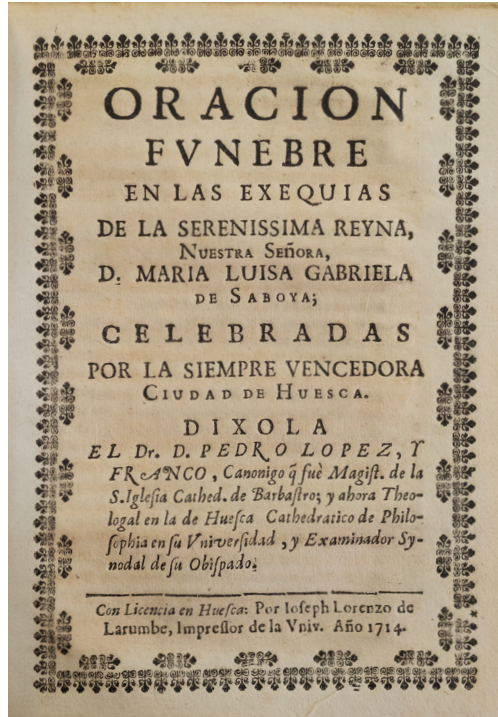 ORACION
FVNEBRE
EN LAS EXEQUIAS
DE LA SERENISSIMA REYNA,
NUESTRA SEñORA,
D. MARIA LUISA GABRIELA
DE SABOYA;
CELEBRADAS
POR LA SIEMPRE VENCEDORA
CIUDAD DE HUESCA.
DIXOLA
EL Dr. D. PEDRO LOPEZ, Y
FRANCO, Canonigo q̃ fuè Magiſt. de la
S. Igleſia Cathed. de Barbaſtro; y ahora Theo-
logal en la de Hueſca Cathedratico de Philo-
ſophia en ſu Vniverſidad, y Examinador Sy-
nodal de ſu Obiſpado.
Con Licencia en Hueſca: Por Ioſeph Lorenzo de
Larumbe, Impreſſor de la Vniv. Año 1714.